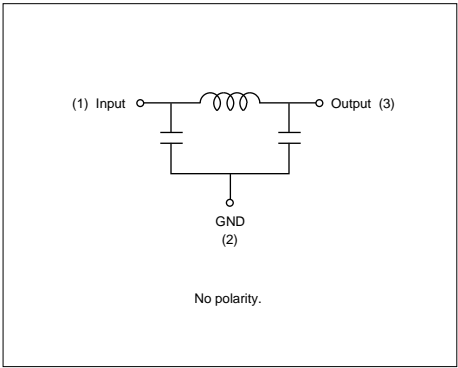 (1) Input
Output (3)
GND
(2)
No polarity.